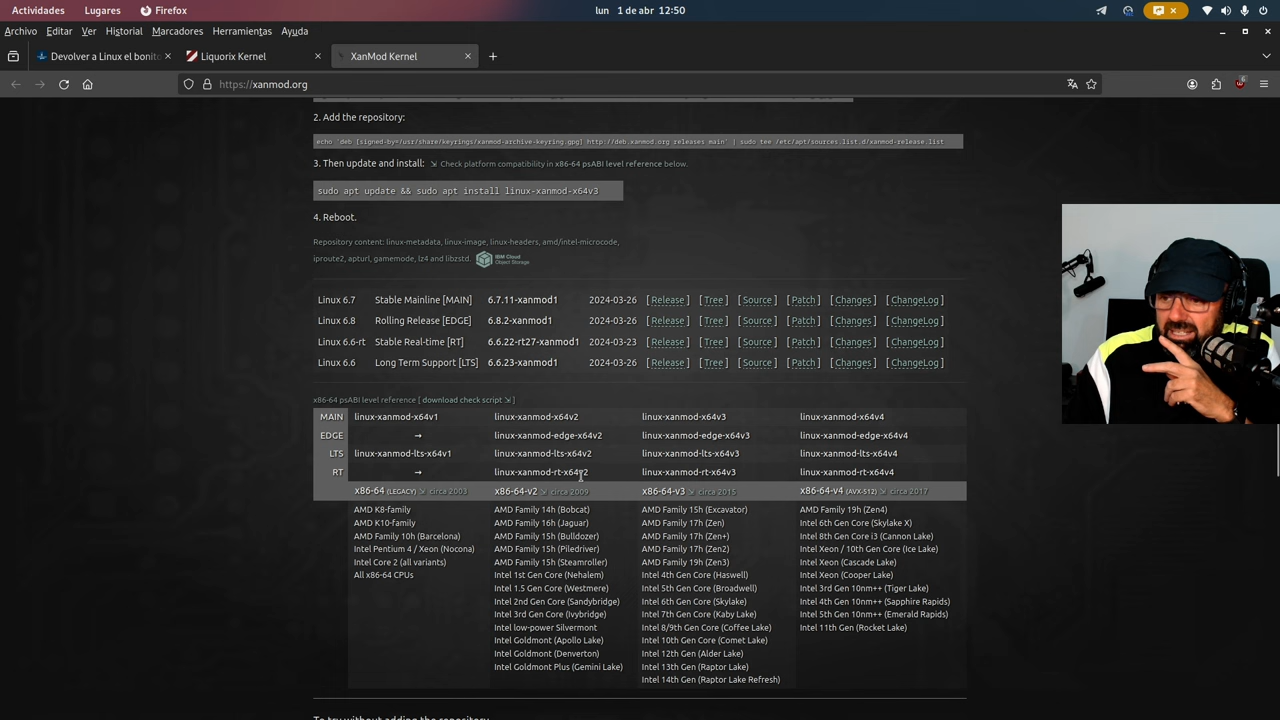 Actividades Lugares Firefox lun 1 de abr 12:50
Archivo Editar Ver Historial Marcadores Herramientas Ayuda
Devolver a Linux el bonito × Liquorix Kernel × XanMod Kernel × +
https://xanmod.org 6
2. Add the repository:
echo 'deb [signed-by=/usr/share/keyrings/xanmod-archive-keyring.gpg] http://deb.xanmod.org releases main' | sudo tee /etc/apt/sources.list.d/xanmod-release.list
3. Then update and install: ⇲ Check platform compatibility in x86-64 psABI level reference below.
sudo apt update && sudo apt install linux-xanmod-x64v3
4. Reboot.
Repository content: linux-metadata, linux-image, linux-headers, amd/intel-microcode,
iproute2, apturl, gamemode, lz4 and libzstd. IBM Cloud Object Storage
Linux 6.7 Stable Mainline [MAIN] 6.7.11-xanmod1 2024-03-26 [ Release ] [ Tree ] [ Source ] [ Patch ] [ Changes ] [ ChangeLog ]
Linux 6.8 Rolling Release [EDGE] 6.8.2-xanmod1 2024-03-26 [ Release ] [ Tree ] [ Source ] [ Patch ] [ Changes ] [ ChangeLog ]
Linux 6.6-rt Stable Real-time [RT] 6.6.22-rt27-xanmod1 2024-03-23 [ Release ] [ Tree ] [ Source ] [ Patch ] [ Changes ] [ ChangeLog ]
Linux 6.6 Long Term Support [LTS] 6.6.23-xanmod1 2024-03-26 [ Release ] [ Tree ] [ Source ] [ Patch ] [ Changes ] [ ChangeLog ]
x86-64 psABI level reference [ download check script ⇲ ]
MAIN linux-xanmod-x64v1 linux-xanmod-x64v2 linux-xanmod-x64v3 linux-xanmod-x64v4
EDGE → linux-xanmod-edge-x64v2 linux-xanmod-edge-x64v3 linux-xanmod-edge-x64v4
LTS linux-xanmod-lts-x64v1 linux-xanmod-lts-x64v2 linux-xanmod-lts-x64v3 linux-xanmod-lts-x64v4
RT → linux-xanmod-rt-x64v2 linux-xanmod-rt-x64v3 linux-xanmod-rt-x64v4
x86-64 (LEGACY) ⇲ circa 2003 x86-64-v2 ⇲ circa 2009 x86-64-v3 ⇲ circa 2015 x86-64-v4 (AVX-512) ⇲ circa 2017
AMD K8-family AMD Family 14h (Bobcat) AMD Family 15h (Excavator) AMD Family 19h (Zen4)
AMD K10-family AMD Family 16h (Jaguar) AMD Family 17h (Zen) Intel 6th Gen Core (Skylake X)
AMD Family 10h (Barcelona) AMD Family 15h (Bulldozer) AMD Family 17h (Zen+) Intel 8th Gen Core i3 (Cannon Lake)
Intel Pentium 4 / Xeon (Nocona) AMD Family 15h (Piledriver) AMD Family 17h (Zen2) Intel Xeon / 10th Gen Core (Ice Lake)
Intel Core 2 (all variants) AMD Family 15h (Steamroller) AMD Family 19h (Zen3) Intel Xeon (Cascade Lake)
All x86-64 CPUs Intel 1st Gen Core (Nehalem) Intel 4th Gen Core (Haswell) Intel Xeon (Cooper Lake)
Intel 1.5 Gen Core (Westmere) Intel 5th Gen Core (Broadwell) Intel 3rd Gen 10nm++ (Tiger Lake)
Intel 2nd Gen Core (Sandybridge) Intel 6th Gen Core (Skylake) Intel 4th Gen 10nm++ (Sapphire Rapids)
Intel 3rd Gen Core (Ivybridge) Intel 7th Gen Core (Kaby Lake) Intel 5th Gen 10nm++ (Emerald Rapids)
Intel low-power Silvermont Intel 8/9th Gen Core (Coffee Lake) Intel 11th Gen (Rocket Lake)
Intel Goldmont (Apollo Lake) Intel 10th Gen Core (Comet Lake)
Intel Goldmont (Denverton) Intel 12th Gen (Alder Lake)
Intel Goldmont Plus (Gemini Lake) Intel 13th Gen (Raptor Lake)
Intel 14th Gen (Raptor Lake Refresh)
To try without adding the repository